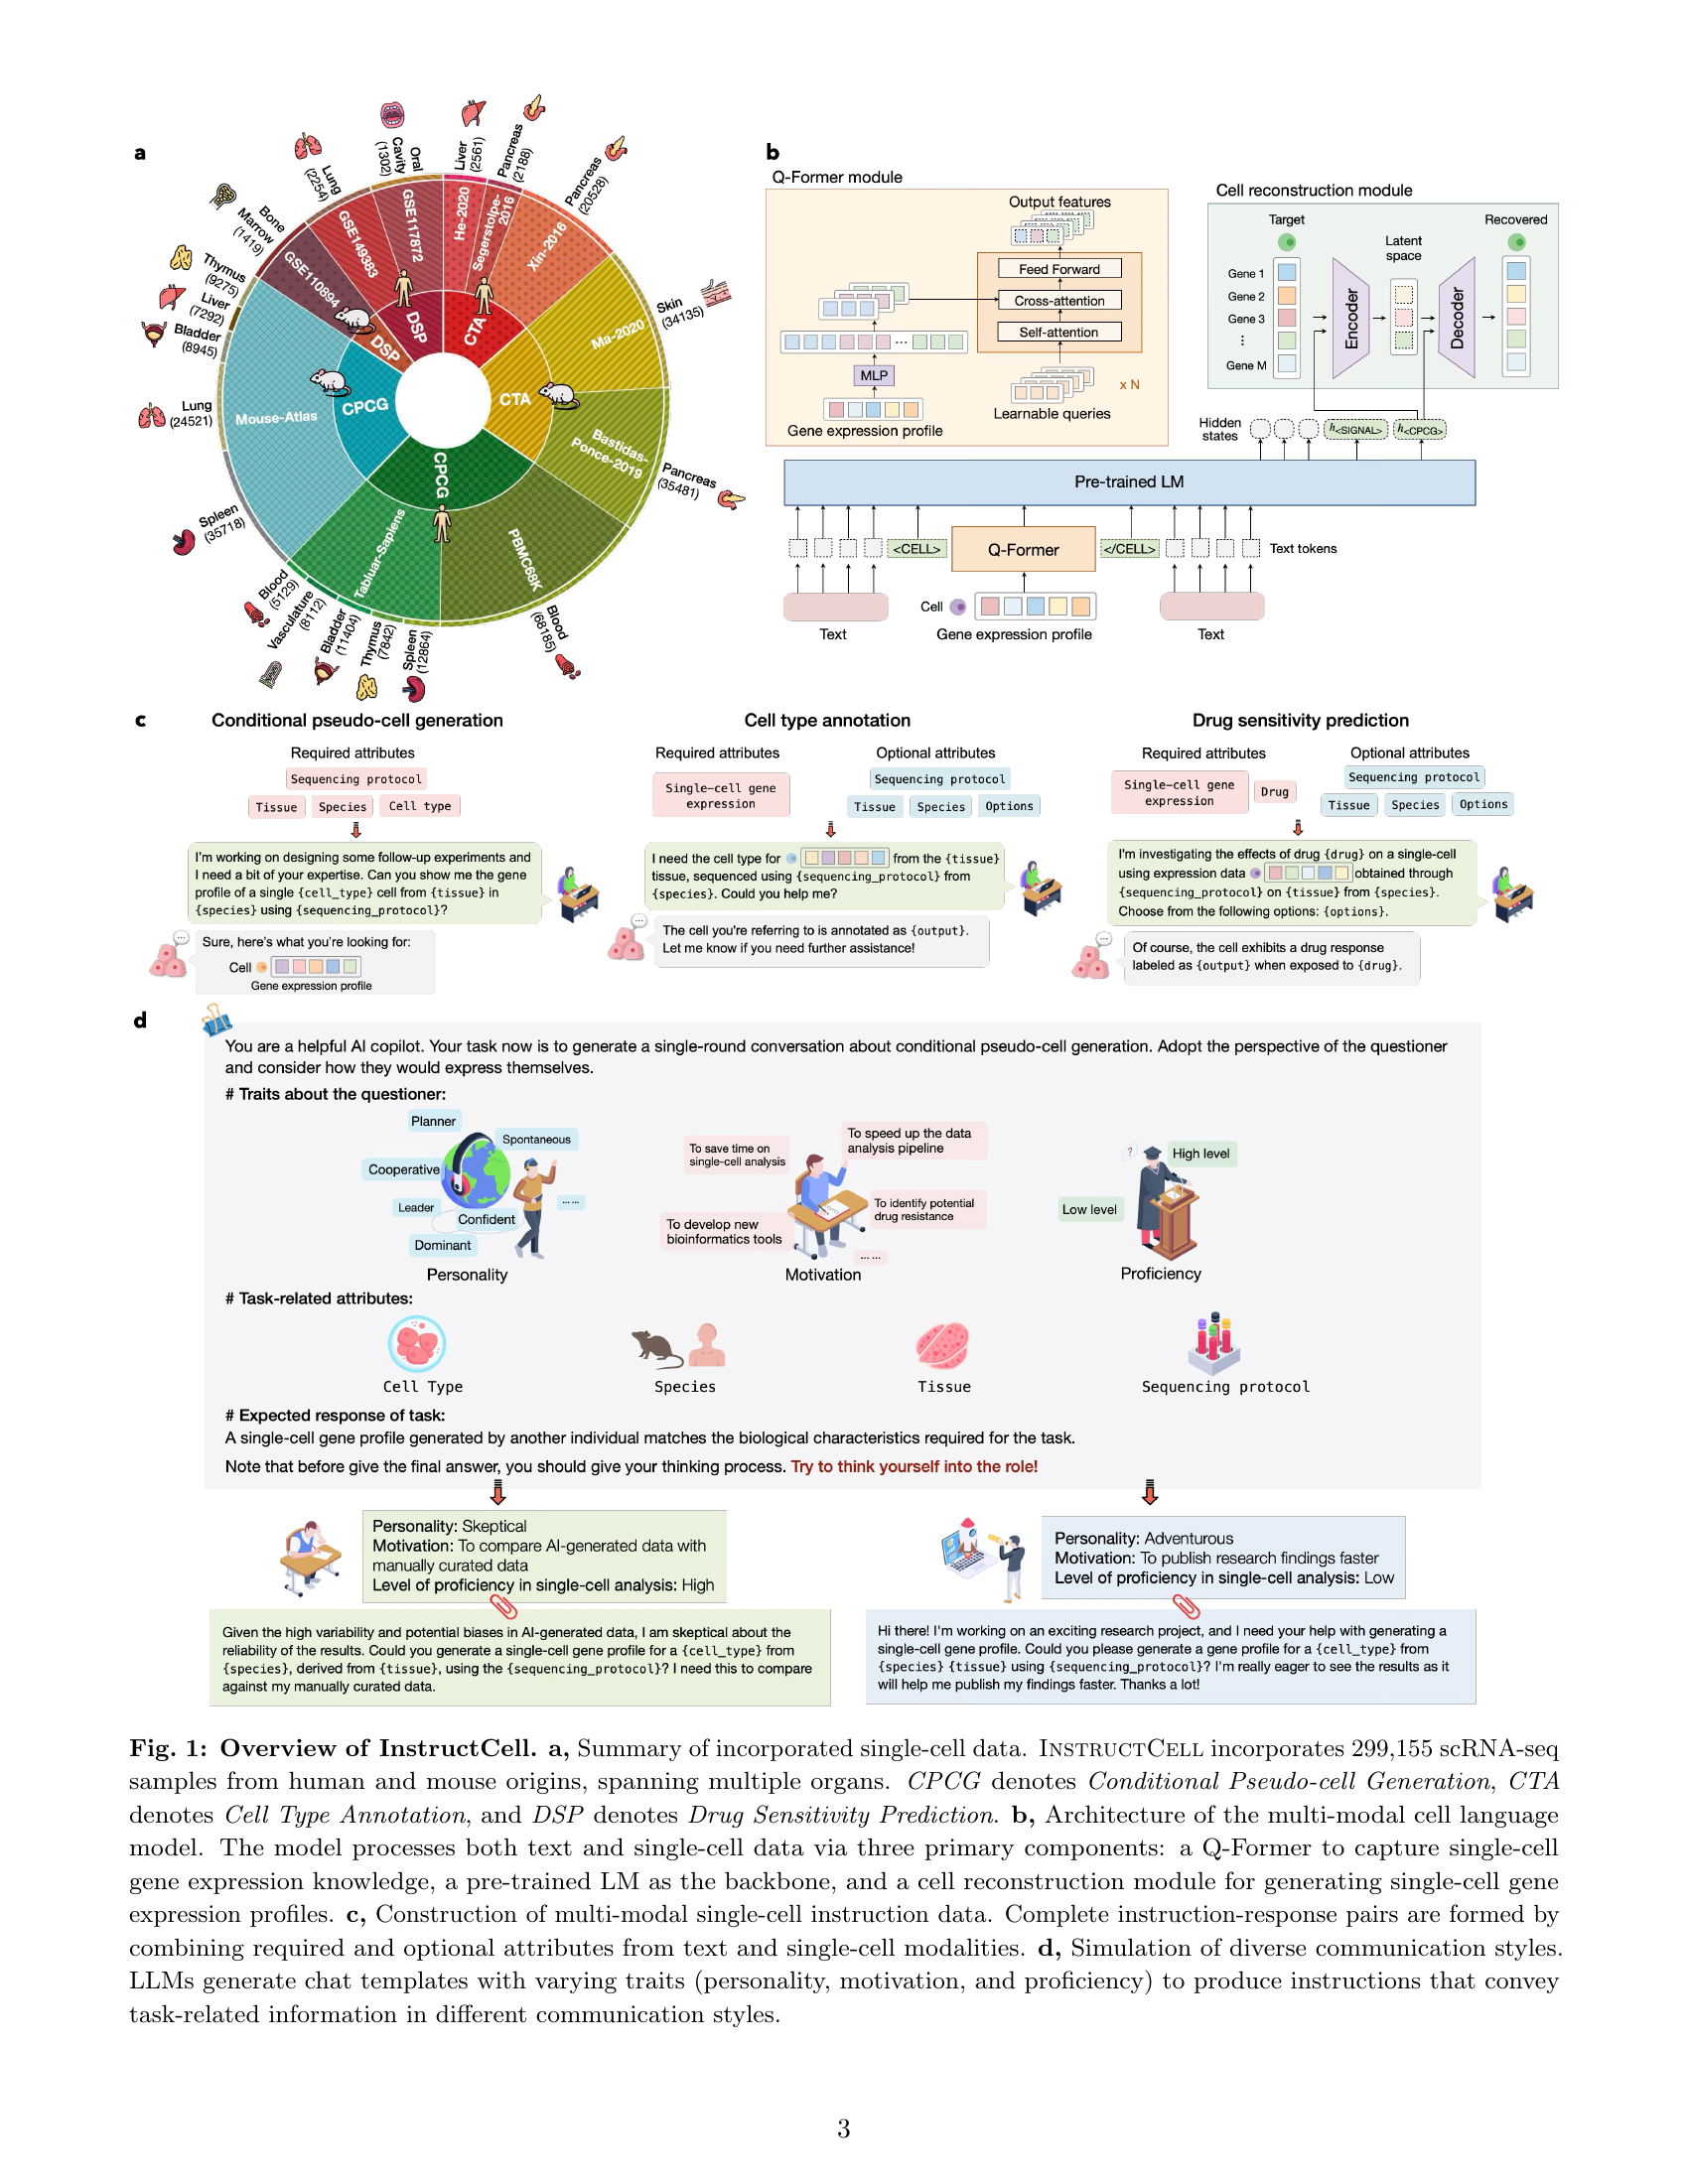 a
Oral
Cavity
(1302)
Liver
(2561)
Pancreas
(2188)
Pancreas
(20528)
Skin
(34135)
Pancreas
(35481)
Blood
(68185)
Spleen
(12864)
Thymus
(7842)
Bladder
(11404)
Vasculature
(8112)
Blood
(5129)
Spleen
(35718)
Lung
(24521)
Bladder
(8945)
Liver
(7292)
Thymus
(9275)
Bone
Marrow
(1419)
Lung
(2254)
GSE117872
He-2020
Segerstolpe-
2016
Xin-2016
Ma-2020
Bastidas-
Ponce-2019
PBMC68K
Tabluar-Sapiens
Mouse-Atlas
GSE110894
GSE149383
DSP
CTA
CTA
CPCG
CPCG
DSP
b
Q-Former module
Output features
Feed Forward
Cross-attention
Self-attention
...
MLP
x N
Learnable queries
Gene expression profile
Cell reconstruction module
Target
Recovered
Latent
space
Gene 1
Gene 2
Gene 3
⋮
Gene M
Encoder
Decoder
Hidden
states
h<SIGNAL>
h<CPCG>
Pre-trained LM
<CELL>
Q-Former
</CELL>
Text tokens
Cell
Text
Gene expression profile
Text
c
Conditional pseudo-cell generation
Required attributes
Sequencing protocol
Tissue
Species
Cell type
I'm working on designing some follow-up experiments and
I need a bit of your expertise. Can you show me the gene
profile of a single {cell_type} cell from {tissue} in
{species} using {sequencing_protocol}?
Sure, here's what you're looking for:
Cell
Gene expression profile
Cell type annotation
Required attributes
Optional attributes
Single-cell gene
expression
Sequencing protocol
Tissue
Species
Options
I need the cell type for from the {tissue}
tissue, sequenced using {sequencing_protocol} from
{species}. Could you help me?
The cell you're referring to is annotated as {output}.
Let me know if you need further assistance!
Drug sensitivity prediction
Required attributes
Optional attributes
Single-cell gene
expression
Drug
Sequencing protocol
Tissue
Species
Options
I'm investigating the effects of drug {drug} on a single-cell
using expression data obtained through
{sequencing_protocol} on {tissue} from {species}.
Choose from the following options: {options}.
Of course, the cell exhibits a drug response
labeled as {output} when exposed to {drug}.
d
You are a helpful AI copilot. Your task now is to generate a single-round conversation about conditional pseudo-cell generation. Adopt the perspective of the questioner
and consider how they would express themselves.
# Traits about the questioner:
Planner
Spontaneous
Cooperative
Leader
Confident
Dominant
... ...
Personality
To save time on
single-cell analysis
To speed up the data
analysis pipeline
To identify potential
drug resistance
To develop new
bioinformatics tools
... ...
Motivation
?
High level
Low level
Proficiency
# Task-related attributes:
Cell Type
Species
Tissue
Sequencing protocol
# Expected response of task:
A single-cell gene profile generated by another individual matches the biological characteristics required for the task.
Note that before give the final answer, you should give your thinking process. Try to think yourself into the role!
Personality: Skeptical
Motivation: To compare AI-generated data with
manually curated data
Level of proficiency in single-cell analysis: High
Given the high variability and potential biases in AI-generated data, I am skeptical about the
reliability of the results. Could you generate a single-cell gene profile for a {cell_type} from
{species}, derived from {tissue}, using the {sequencing_protocol}? I need this to compare
against my manually curated data.
Personality: Adventurous
Motivation: To publish research findings faster
Level of proficiency in single-cell analysis: Low
Hi there! I'm working on an exciting research project, and I need your help with generating a
single-cell gene profile. Could you please generate a gene profile for a {cell_type} from
{species} {tissue} using {sequencing_protocol}? I'm really eager to see the results as it
will help me publish my findings faster. Thanks a lot!
Fig. 1: Overview of InstructCell. a, Summary of incorporated single-cell data. INSTRUCTCELL incorporates 299,155 scRNA-seq
samples from human and mouse origins, spanning multiple organs. CPCG denotes Conditional Pseudo-cell Generation, CTA
denotes Cell Type Annotation, and DSP denotes Drug Sensitivity Prediction. b, Architecture of the multi-modal cell language
model. The model processes both text and single-cell data via three primary components: a Q-Former to capture single-cell
gene expression knowledge, a pre-trained LM as the backbone, and a cell reconstruction module for generating single-cell gene
expression profiles. c, Construction of multi-modal single-cell instruction data. Complete instruction-response pairs are formed by
combining required and optional attributes from text and single-cell modalities. d, Simulation of diverse communication styles.
LLMs generate chat templates with varying traits (personality, motivation, and proficiency) to produce instructions that convey
task-related information in different communication styles.
3